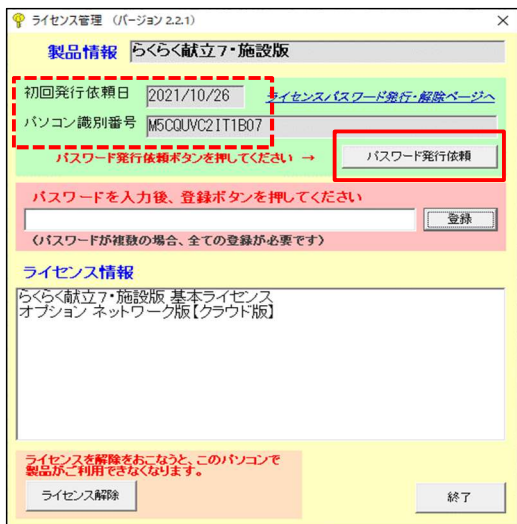 ライセンス管理 (バージョン 2.2.1)
製品情報 らくらく献立7・施設版
初回発行依頼日 2021/10/26 ライセンスパスワード発行・解除ページへ
パソコン識別番号 M5CQUVC2IT1B07
パスワード発行依頼ボタンを押してください → パスワード発行依頼
パスワードを入力後、登録ボタンを押してください
登録
(パスワードが複数の場合、全ての登録が必要です)
ライセンス情報
らくらく献立7・施設版 基本ライセンス
オプション ネットワーク版【クラウド版】
ライセンスを解除をおこなうと、このパソコンで
製品がご利用できなくなります。
ライセンス解除
終了